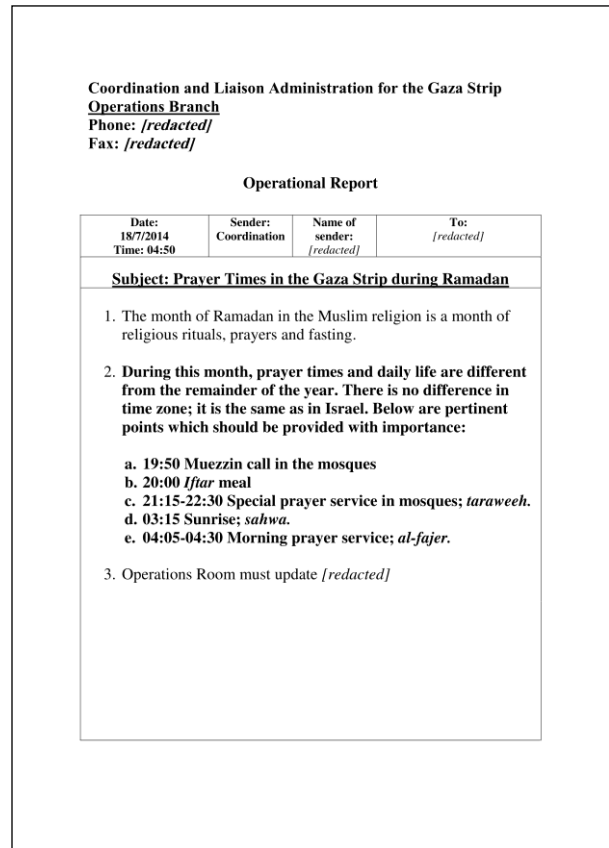 Coordination and Liaison Administration for the Gaza Strip
Operations Branch
Phone: [redacted]
Fax: [redacted]
Operational Report
Date:
18/7/2014
Time: 04:50
Sender:
Coordination
Name of
sender:
[redacted]
To:
[redacted]
Subject: Prayer Times in the Gaza Strip during Ramadan
1. The month of Ramadan in the Muslim religion is a month of
religious rituals, prayers and fasting.
2. During this month, prayer times and daily life are different
from the remainder of the year. There is no difference in
time zone; it is the same as in Israel. Below are pertinent
points which should be provided with importance:
a. 19:50 Muezzin call in the mosques
b. 20:00 Iftar meal
c. 21:15-22:30 Special prayer service in mosques; taraweeh.
d. 03:15 Sunrise; sahwa.
e. 04:05-04:30 Morning prayer service; al-fajer.
3. Operations Room must update [redacted]